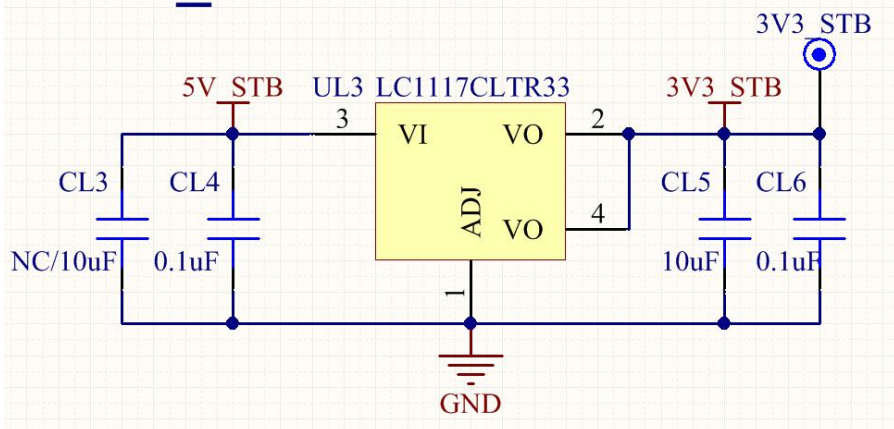 3V3_STB
5V_STB
UL3 LC1117CLTR33
3V3_STB
3
VI
VO
2
CL3
CL4
ADJ
VO
4
CL5
CL6
NC/10uF
0.1uF
10uF
0.1uF
1
GND